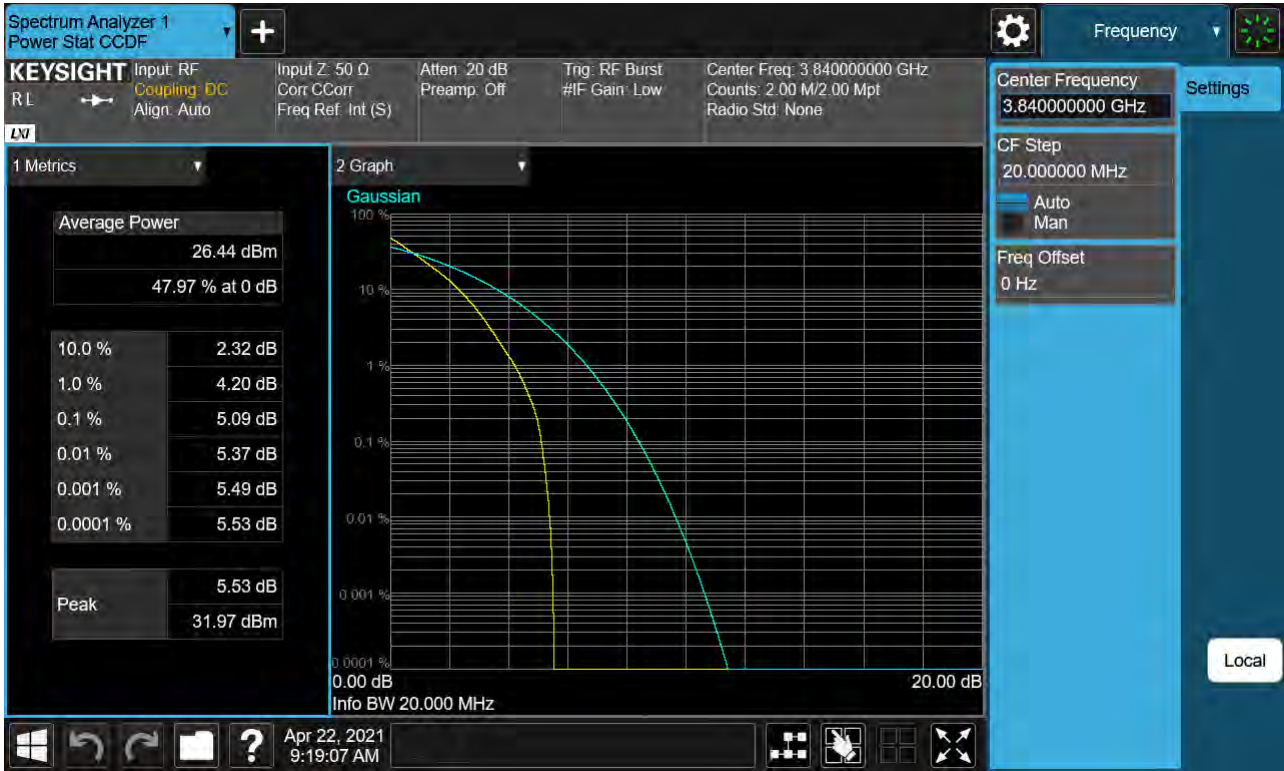 Spectrum Analyzer 1
Power Stat CCDF
Frequency
KEYSIGHT
R L
LXI
Input: RF
Coupling: DC
Align: Auto
Input Z: 50 Ω
Corr CCorr
Freq Ref: Int (S)
Atten: 20 dB
Preamp: Off
Trig: RF Burst
#IF Gain: Low
Center Freq: 3.840000000 GHz
Counts: 2.00 M/2.00 Mpt
Radio Std: None
Center Frequency
3.840000000 GHz
Settings
CF Step
20.000000 MHz
Auto
Man
Freq Offset
0 Hz
Local
1 Metrics
Average Power
26.44 dBm
47.97 % at 0 dB
10.0 % 2.32 dB
1.0 % 4.20 dB
0.1 % 5.09 dB
0.01 % 5.37 dB
0.001 % 5.49 dB
0.0001 % 5.53 dB
Peak
5.53 dB
31.97 dBm
2 Graph
Gaussian
100 %
10 %
1 %
0.1 %
0.01 %
0.001 %
0.0001 %
0.00 dB 20.00 dB
Info BW 20.000 MHz
Apr 22, 2021
9:19:07 AM